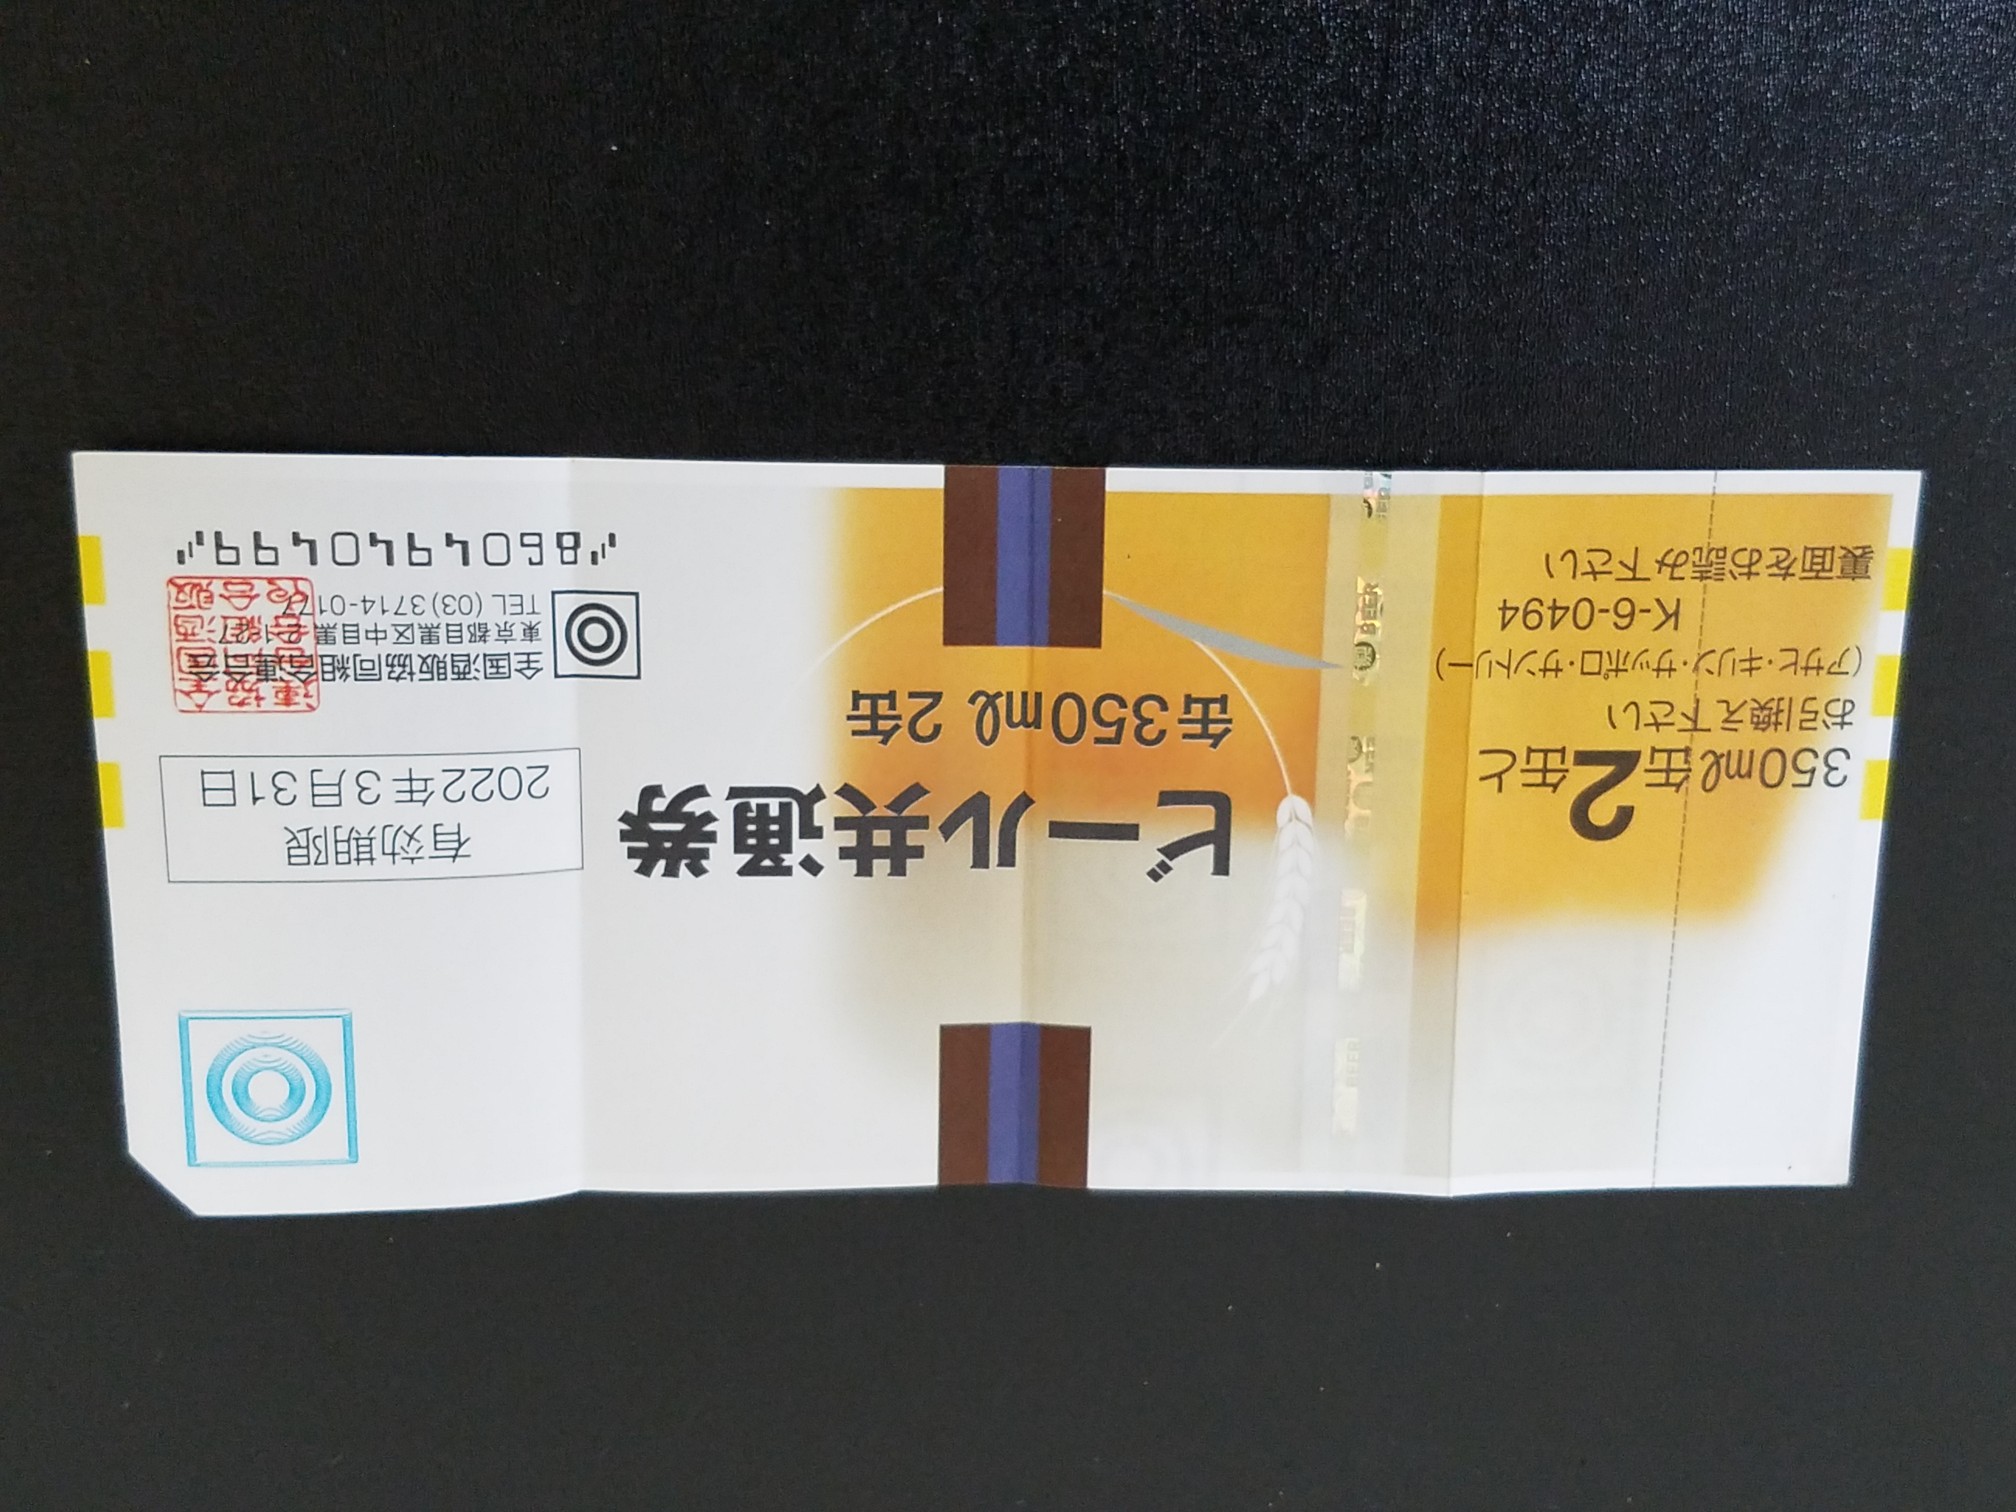 350mℓ缶2缶と
お引換え下さい
(アサヒ・キリン・サッポロ・サントリー)
K-6-0494
裏面をお読み下さい
ビール共通券
缶350mℓ 2缶
BEER
有効期限
2022年3月31日
全国酒販協同組合連合会
東京都目黒区中目黒2-1-27
TEL (03)3714-0177
8604940499